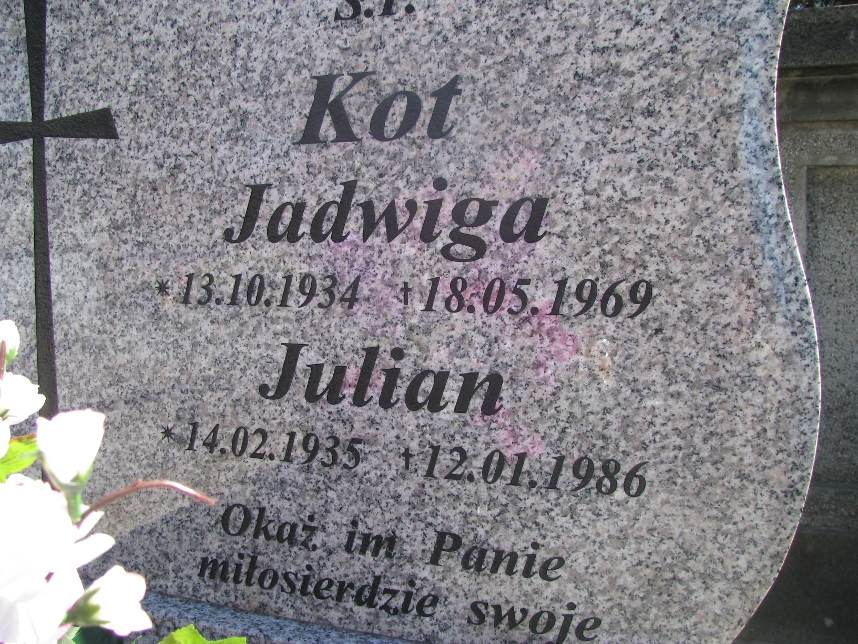 Ś.P.
Kot
Jadwiga
* 13.10.1934 † 18.05.1969
Julian
* 14.02.1935 † 12.01.1986
Okaż im Panie
miłosierdzie swoje